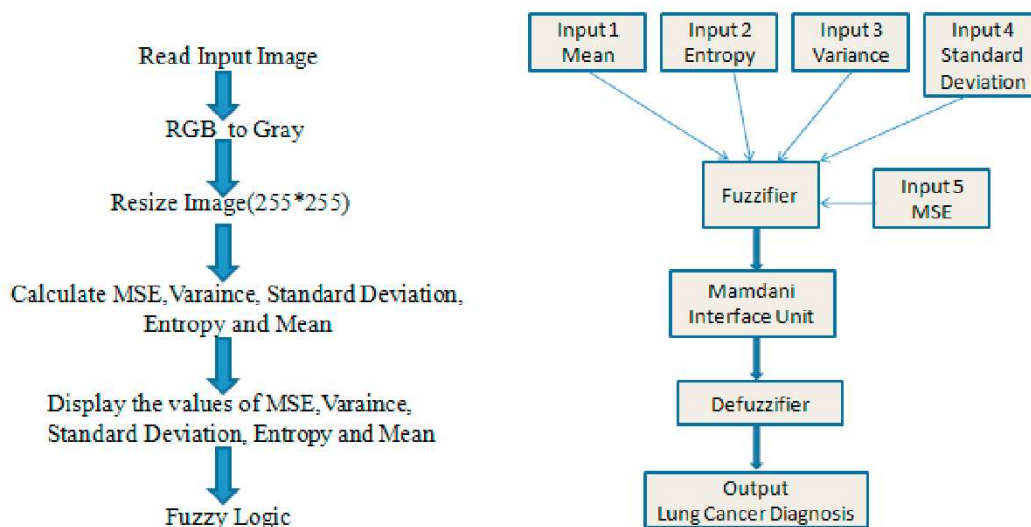 Read Input Image
RGB to Gray
Resize Image(255*255)
Calculate MSE,Varaince, Standard Deviation,
Entropy and Mean
Display the values of MSE,Varaince,
Standard Deviation, Entropy and Mean
Fuzzy Logic
Input 1
Mean
Input 2
Entropy
Input 3
Variance
Input 4
Standard
Deviation
Fuzzifier
Input 5
MSE
Mamdani
Interface Unit
Defuzzifier
Output
Lung Cancer Diagnosis